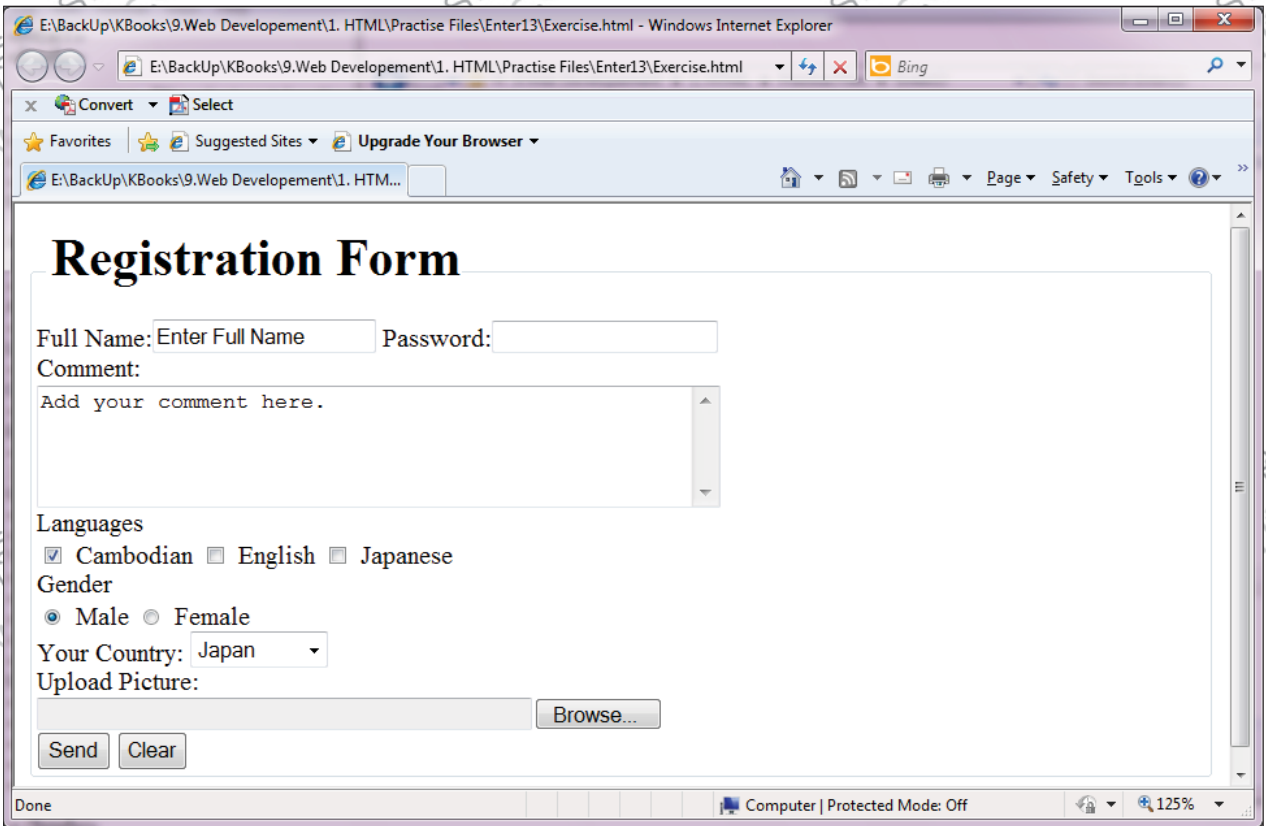 E:\BackUp\KBooks\9.Web Developement\1. HTML\Practise Files\Enter13\Exercise.html - Windows Internet Explorer
E:\BackUp\KBooks\9.Web Developement\1. HTML\Practise Files\Enter13\Exercise.html Bing
x Convert Select
Favorites Suggested Sites Upgrade Your Browser
E:\BackUp\KBooks\9.Web Developement\1. HTM... Page Safety Tools »
Registration Form
Full Name: Enter Full Name Password:
Comment:
Add your comment here.
Languages
Cambodian English Japanese
Gender
Male Female
Your Country: Japan
Upload Picture:
Browse...
Send Clear
Done Computer | Protected Mode: Off 125%